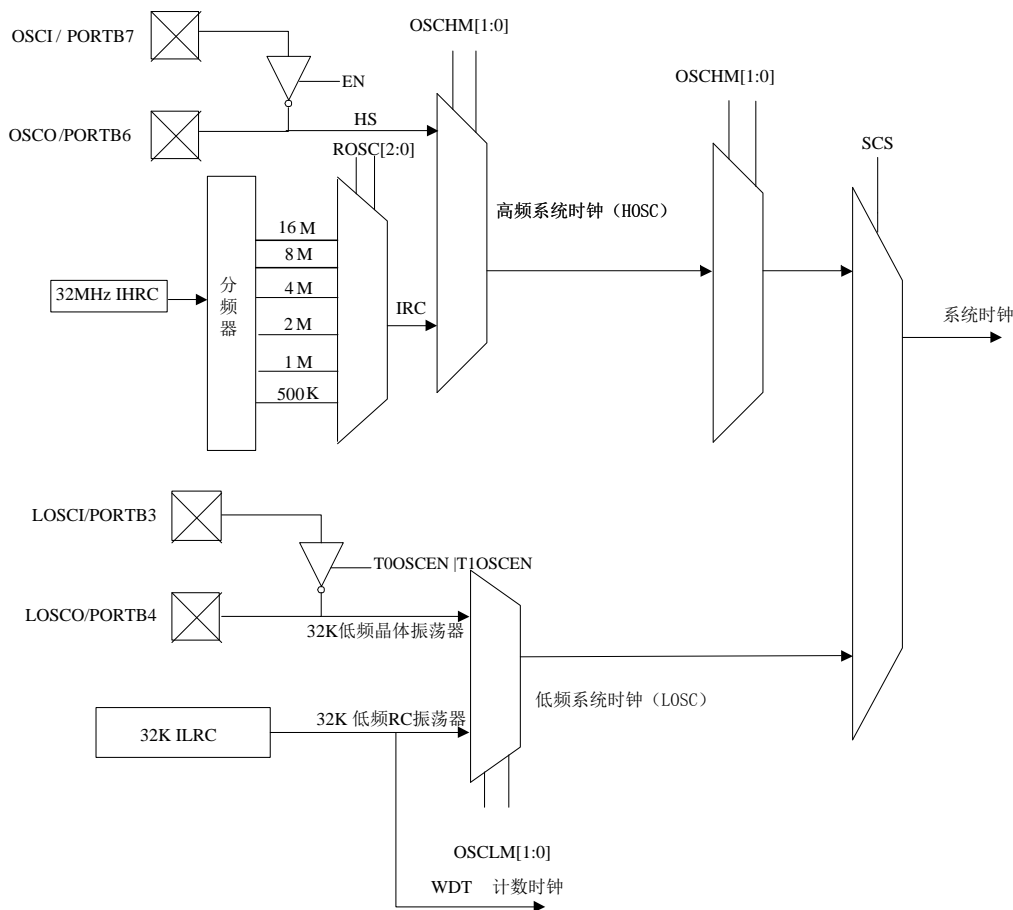 OSCHM[1:0]
OSCI / PORTB7
EN
OSCHM[1:0]
OSCO /PORTB6
HS
ROSC[2:0]
SCS
高频系统时钟（HOSC）
16 M
8 M
分频器
32MHz IHRC
4 M
IRC
系统时钟
2 M
1 M
500K
LOSCI/PORTB3
T0OSCEN |T1OSCEN
LOSCO/PORTB4
32K低频晶体振荡器
低频系统时钟（LOSC）
32K 低频RC振荡器
32K ILRC
OSCLM[1:0]
WDT 计数时钟